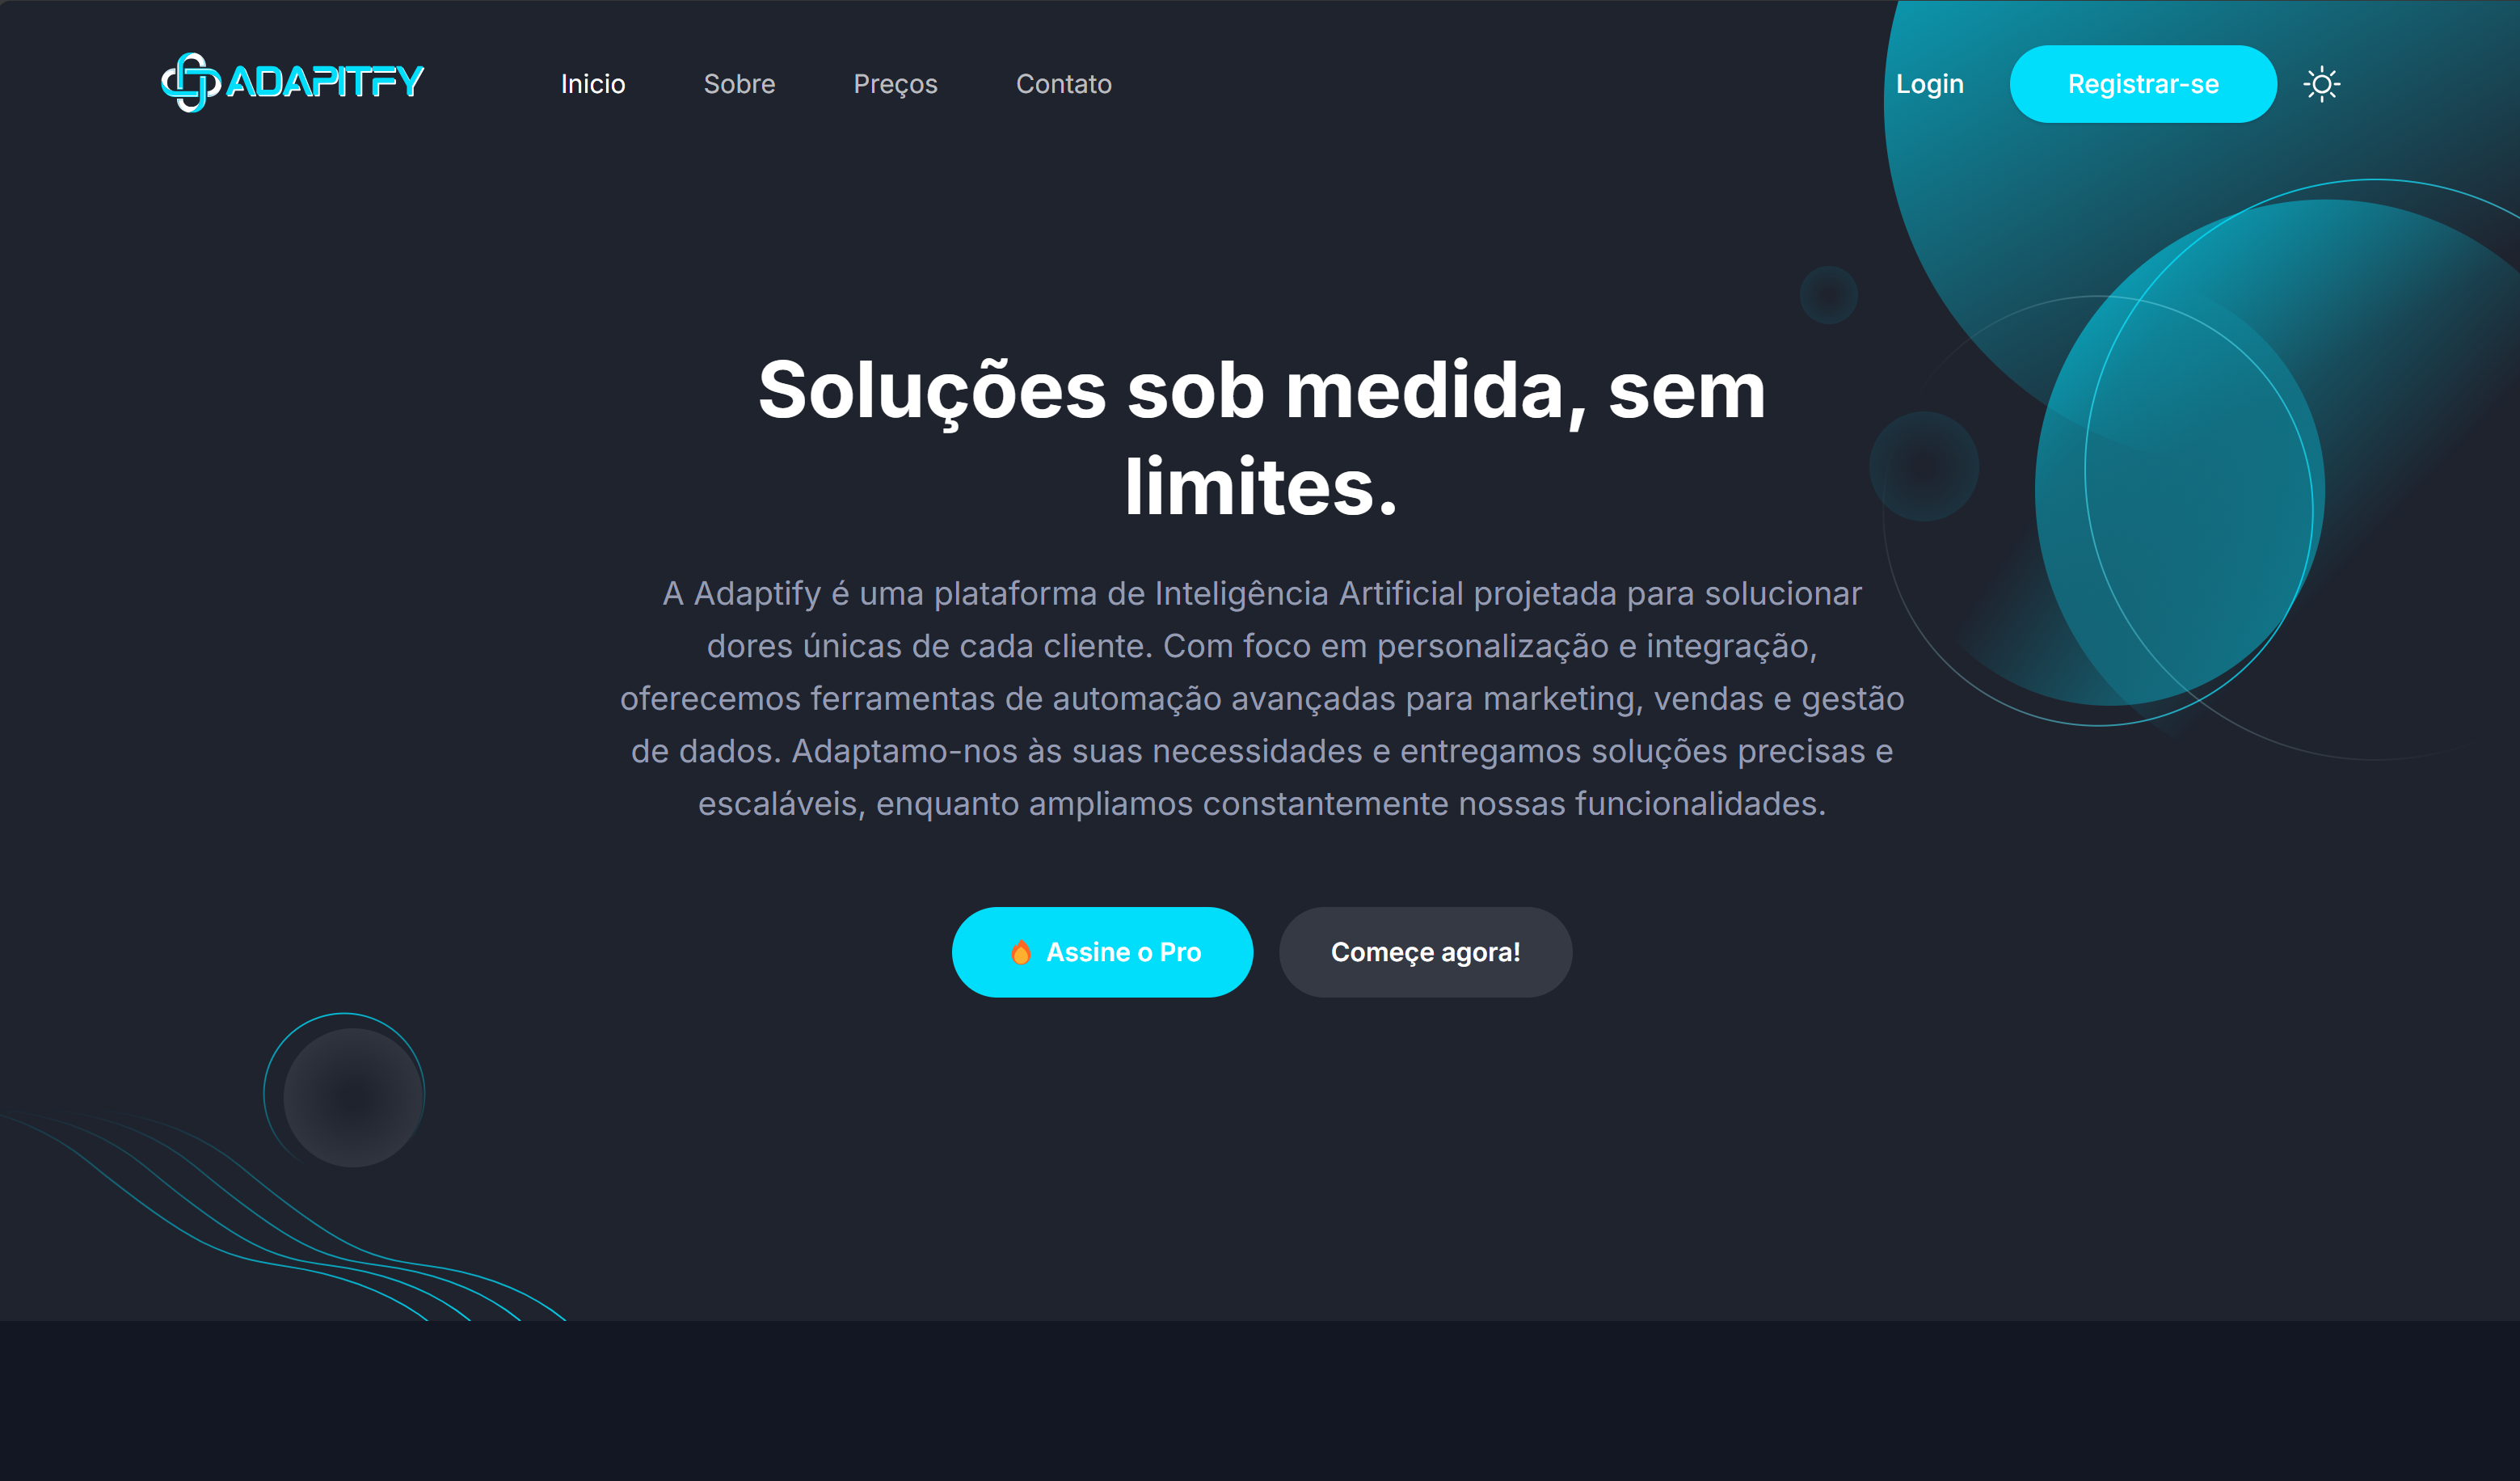 ADAPITFY
Inicio
Sobre
Preços
Contato
Login
Registrar-se
Soluções sob medida, sem
limites.
A Adaptify é uma plataforma de Inteligência Artificial projetada para solucionar
dores únicas de cada cliente. Com foco em personalização e integração,
oferecemos ferramentas de automação avançadas para marketing, vendas e gestão
de dados. Adaptamo-nos às suas necessidades e entregamos soluções precisas e
escaláveis, enquanto ampliamos constantemente nossas funcionalidades.
🔥 Assine o Pro
Começe agora!